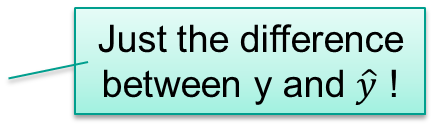 Just the difference
between y and ŷ !